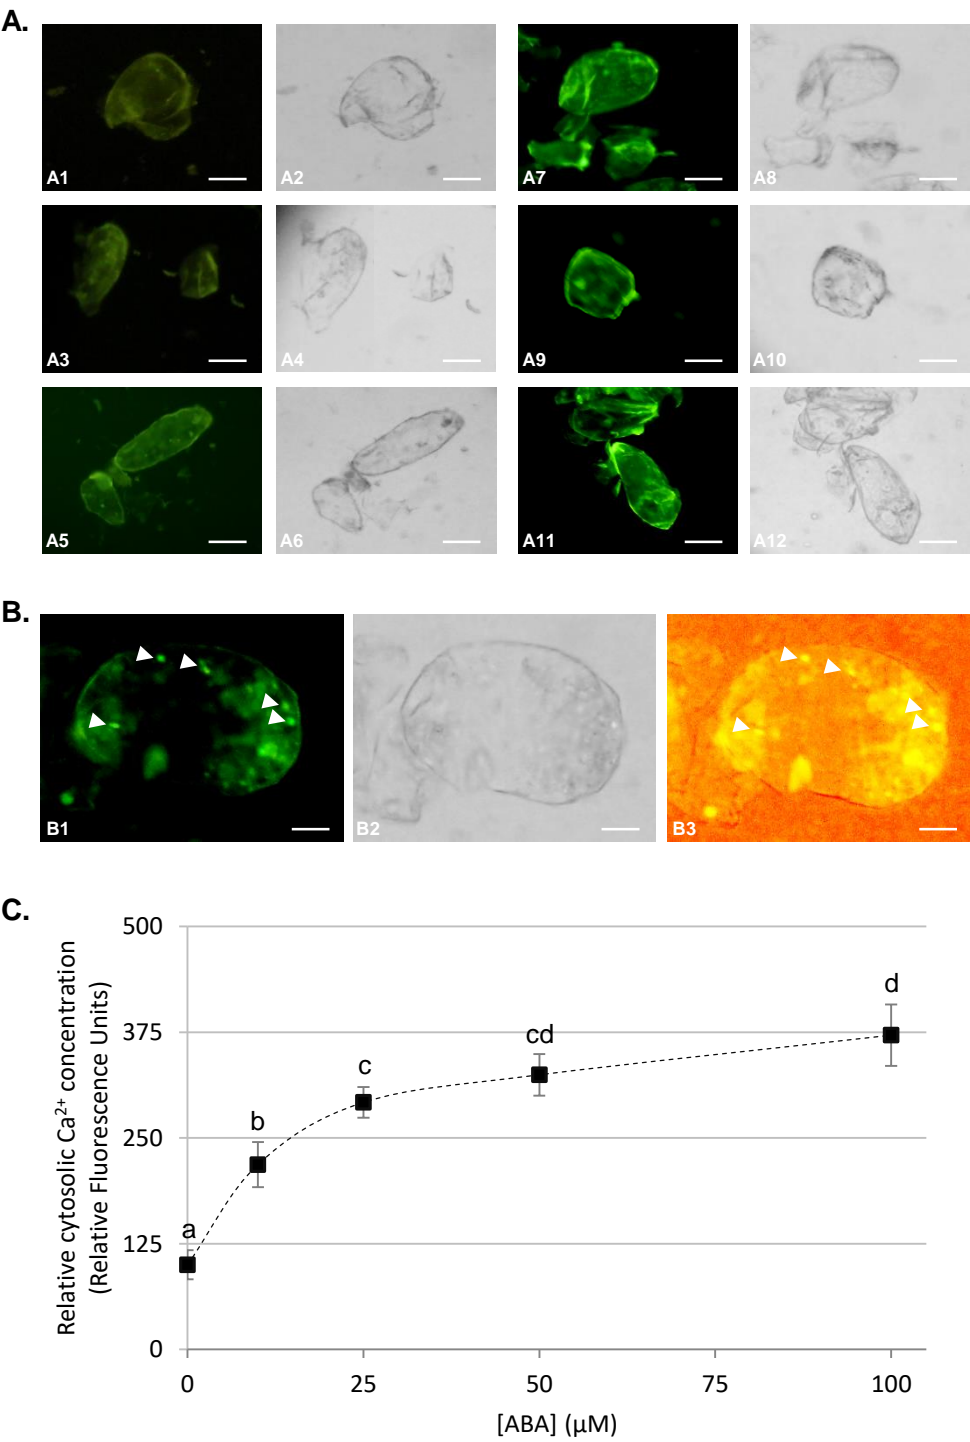 A.
A1 A2 A7 A8
A3 A4 A9 A10
A5 A6 A11 A12
B.
B1 B2 B3
C.
Relative cytosolic Ca²⁺ concentration
(Relative Fluorescence Units)
500
375
250
125
0
a
b
c
cd
d
0 25 50 75 100
[ABA] (μM)